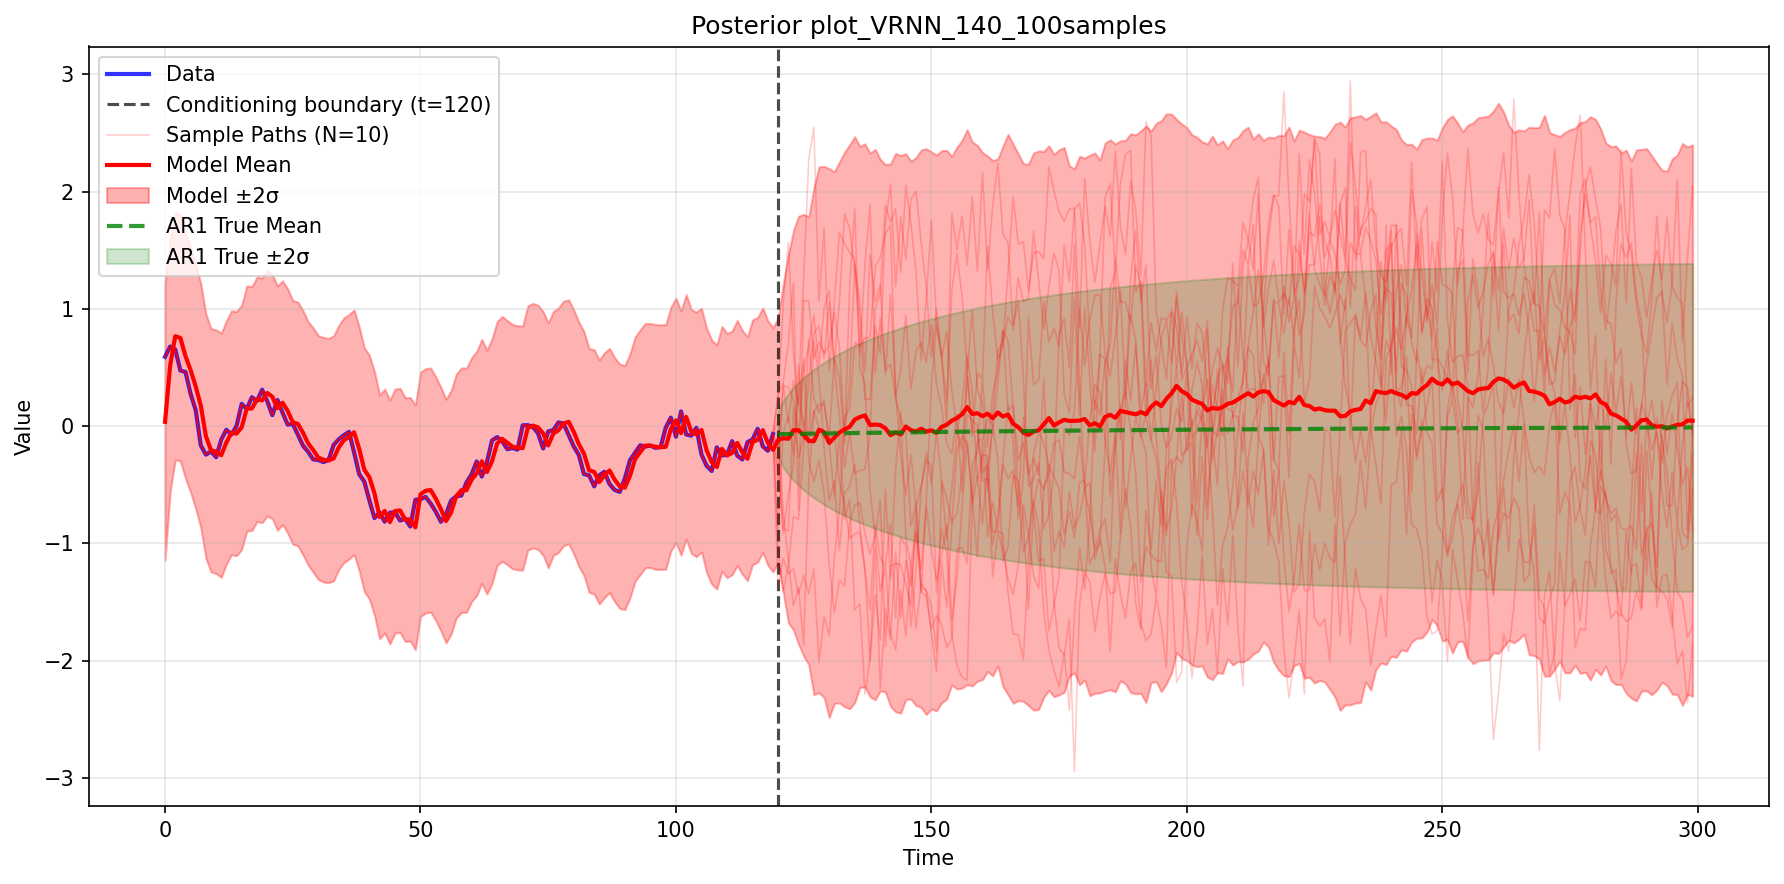 Posterior plot_VRNN_140_100samples
Data
Conditioning boundary (t=120)
Sample Paths (N=10)
Model Mean
Model ±2σ
AR1 True Mean
AR1 True ±2σ
Value
3
2
1
0
−1
−2
−3
0 50 100 150 200 250 300
Time